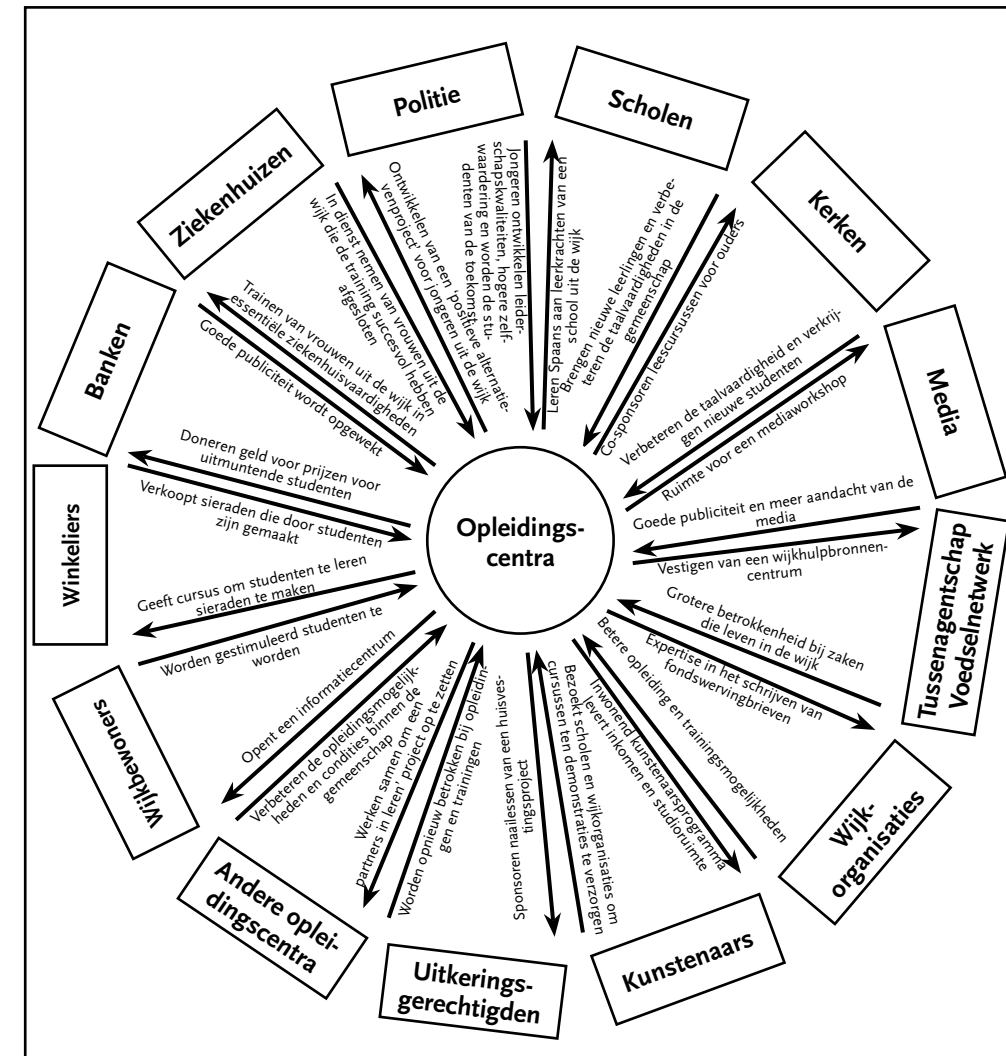 Politie
Scholen
Kerken
Media
Tussenagentschap
Voedselnetwerk
Wijk-
organisaties
Kunstenaars
Uitkerings-
gerechtigden
Andere oplei-
dingscentra
Wijkbewoners
Winkeliers
Banken
Ziekenhuizen
Opleidings-
centra
Jongeren ontwikkelen leider-
schapskwaliteiten, hogere zelf-
waardering en worden de stu-
denten van de toekomst
Leren Spaans aan leerkrachten van een
school uit de wijk
Brengen nieuwe leerlingen en verbe-
teren de taalvaardigheden in de
gemeenschap
Co-sponsoren leescursussen voor ouders
Verbeteren de taalvaardigheid en verkrij-
gen nieuwe studenten
Ruimte voor een mediaworkshop
Goede publiciteit en meer aandacht van de
media
Vestigen van een wijkhulpbronnen-
centrum
Grotere betrokkenheid bij zaken
die leven in de wijk
Expertise in het schrijven van
fondswervingbrieven
Betere opleiding en trainingsmogelijkheden
Inwonend kunstenaarsprogramma
levert inkomen en studioruimte
Bezoekt scholen en wijkorganisaties om
cursussen ten demonstraties te verzorgen
Sponsoren naailessen van een huisves-
tingsproject
Worden opnieuw betrokken bij opleidin-
gen en trainingen
Werken samen om een
partners in leren' project op te zetten
Verbeteren de opleidingsmogelijk-
heden en condities binnen de
gemeenschap
Opent een informatiecentrum
Worden gestimuleerd studenten te
worden
Geeft cursus om studenten te leren
sieraden te maken
Verkoopt sieraden die door studenten
zijn gemaakt
Doneren geld voor prijzen voor
uitmuntende studenten
Goede publiciteit wordt opgewekt
Trainen van vrouwen uit de wijk in
essentiële ziekenhuisvaardigheden
In dienst nemen van vrouwen uit de
wijk die de training succesvol hebben
afgesloten
Ontwikkelen van een 'positieve alternatie-
venproject' voor jongeren uit de wijk